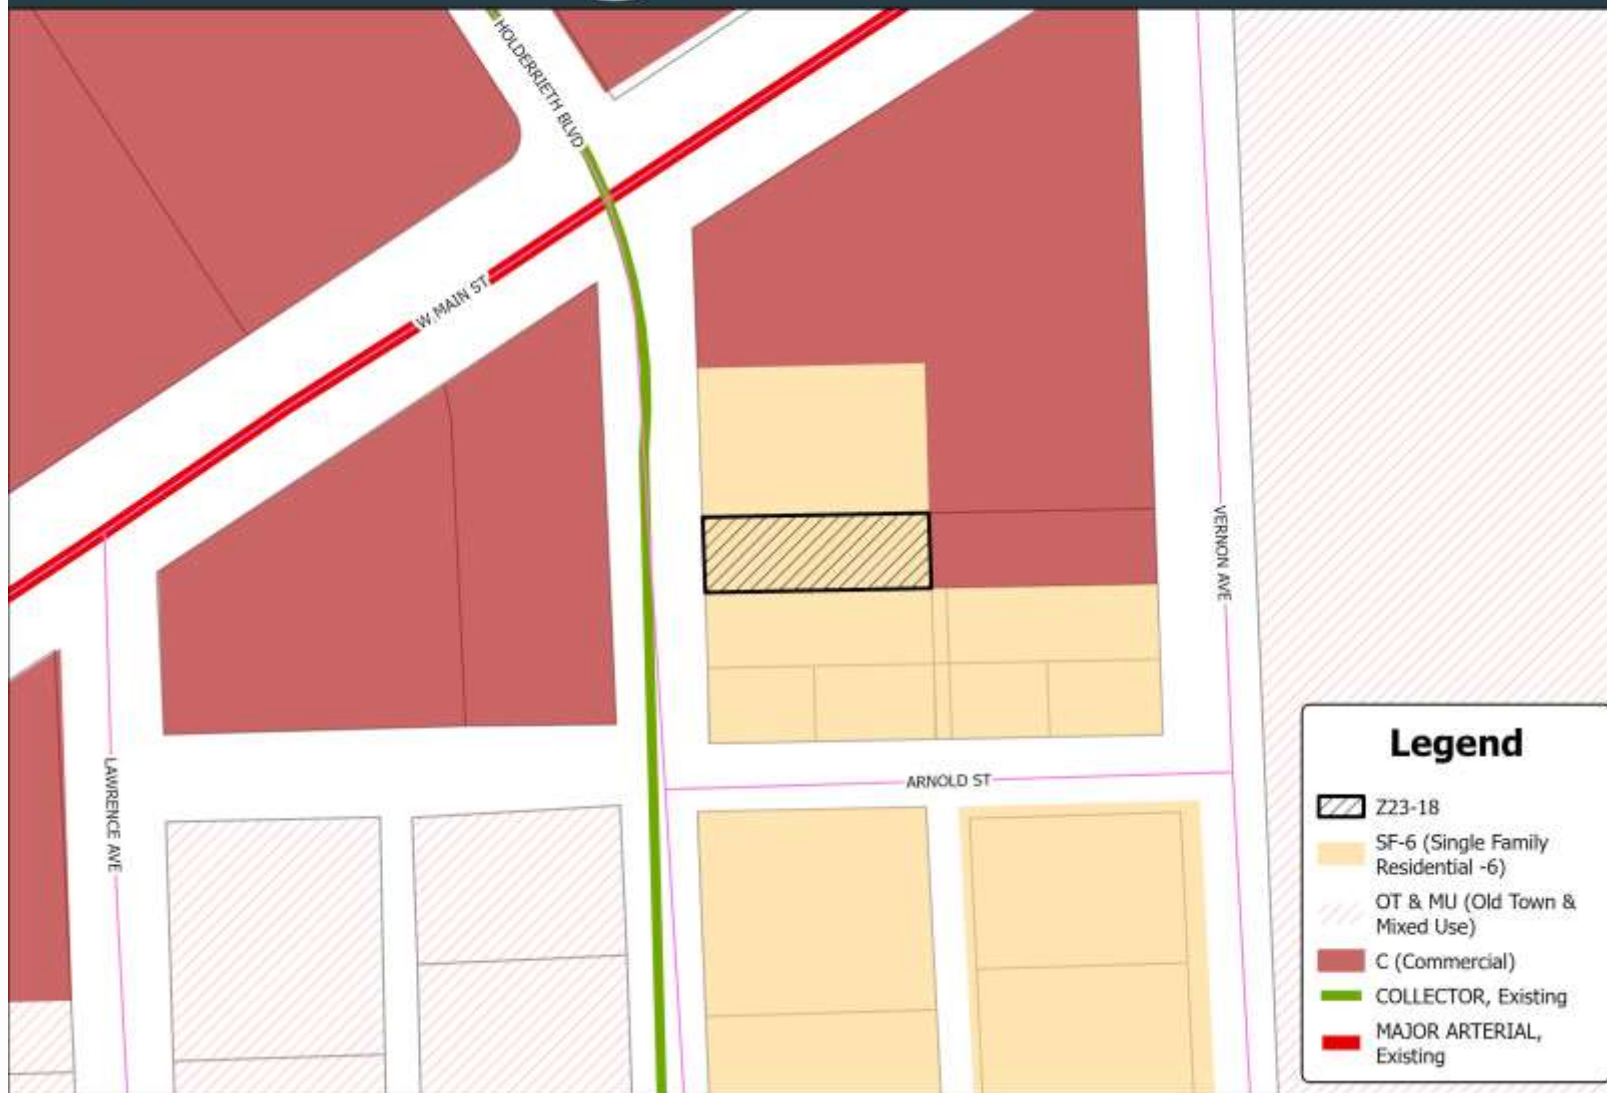 HOLDERRIETH BLVD
W MAIN ST
VERNON AVE
LAWRENCE AVE
ARNOLD ST
Legend
Z23-18
SF-6 (Single Family
Residential -6)
OT & MU (Old Town &
Mixed Use)
C (Commercial)
COLLECTOR, Existing
MAJOR ARTERIAL,
Existing